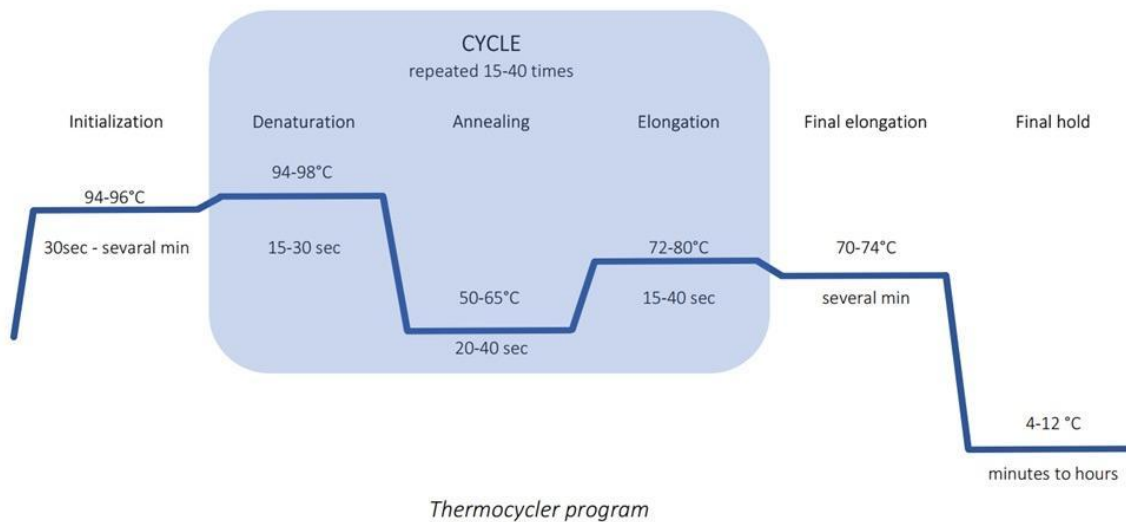 CYCLE
repeated 15-40 times
Initialization
Denaturation
Annealing
Elongation
Final elongation
Final hold
94-96°C
30sec - sevaral min
94-98°C
15-30 sec
50-65°C
20-40 sec
72-80°C
15-40 sec
70-74°C
several min
4-12 °C
minutes to hours
Thermocycler program